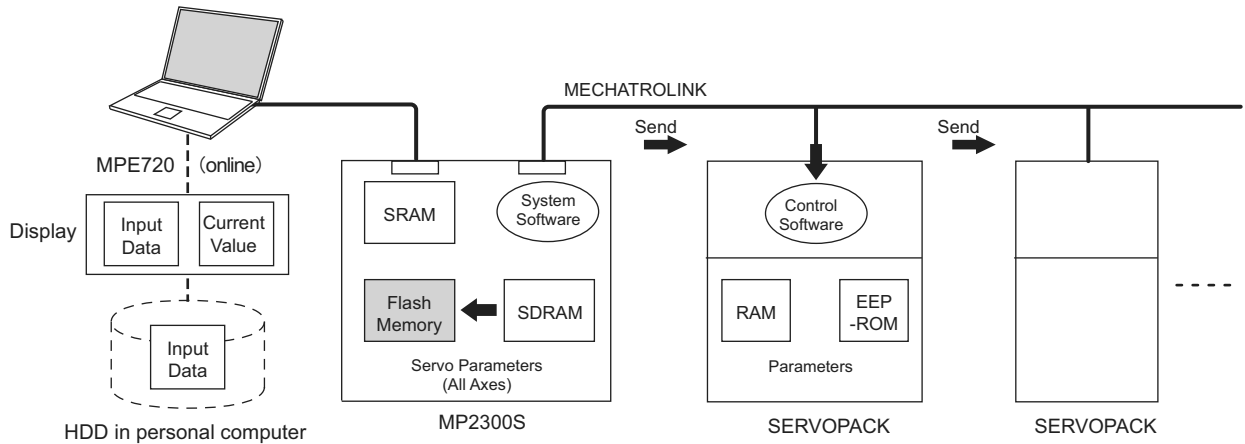 MECHATROLINK
Send
Send
MPE720
(online)
Display
Input
Data
Current
Value
Input
Data
HDD in personal computer
SRAM
System
Software
Flash
Memory
SDRAM
Servo Parameters
(All Axes)
MP2300S
Control
Software
RAM
EEP
-ROM
Parameters
SERVOPACK
SERVOPACK